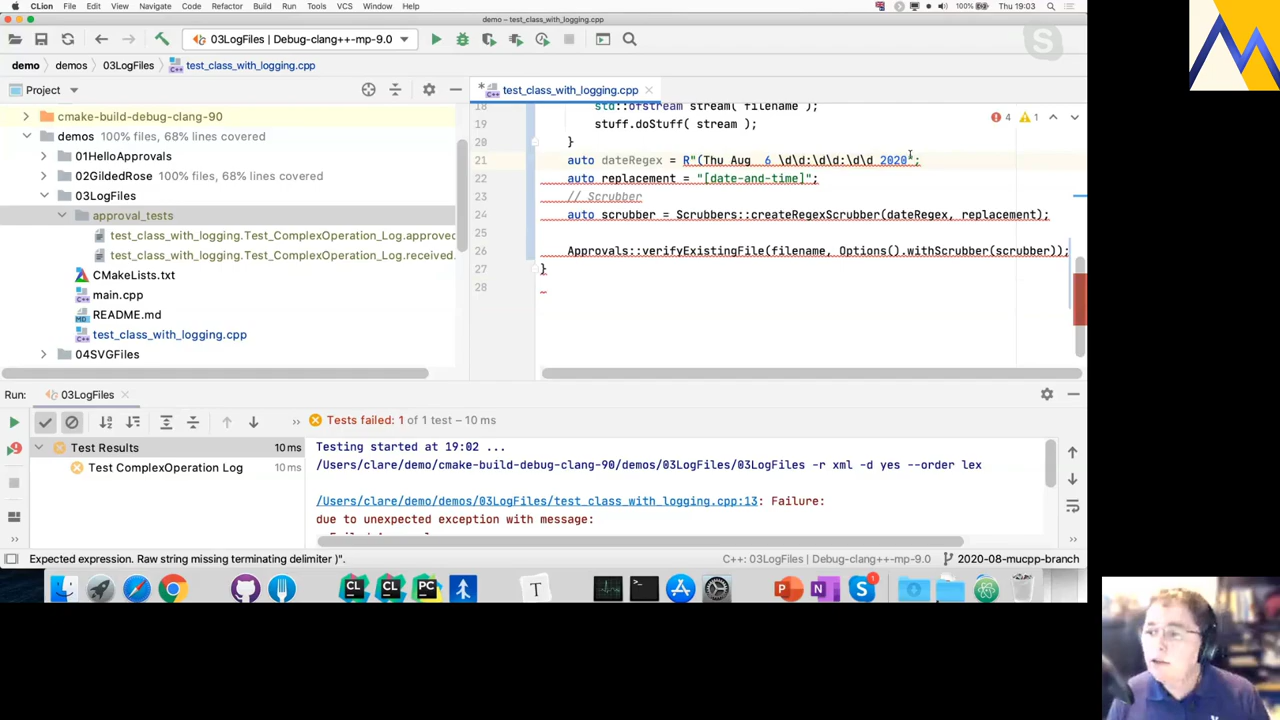 CLion File Edit View Navigate Code Refactor Build Run Tools VCS Window Help 100% Thu 19:03
demo – test_class_with_logging.cpp
03LogFiles | Debug-clang++-mp-9.0
demo demos 03LogFiles test_class_with_logging.cpp
Project
test_class_with_logging.cpp
cmake-build-debug-clang-90
demos 100% files, 68% lines covered
01HelloApprovals
02GildedRose 100% files, 68% lines covered
03LogFiles
approval_tests
test_class_with_logging.Test_ComplexOperation_Log.approved
test_class_with_logging.Test_ComplexOperation_Log.received.
CMakeLists.txt
main.cpp
README.md
test_class_with_logging.cpp
04SVGFiles
4 1
18 std::ofstream stream( filename );
19 stuff.doStuff( stream );
20 }
21 auto dateRegex = R"(Thu Aug  6 \d\d:\d\d:\d\d 2020";
22 auto replacement = "[date-and-time]";
23 // Scrubber
24 auto scrubber = Scrubbers::createRegexScrubber(dateRegex, replacement);
25
26 Approvals::verifyExistingFile(filename, Options().withScrubber(scrubber));
27 }
28
Run: 03LogFiles
Tests failed: 1 of 1 test – 10 ms
Test Results 10 ms
Test ComplexOperation Log 10 ms
Testing started at 19:02 ...
/Users/clare/demo/cmake-build-debug-clang-90/demos/03LogFiles/03LogFiles -r xml -d yes --order lex
/Users/clare/demo/demos/03LogFiles/test_class_with_logging.cpp:13: Failure:
due to unexpected exception with message:
Expected expression. Raw string missing terminating delimiter )".
C++: 03LogFiles | Debug-clang++-mp-9.0 2020-08-mucpp-branch